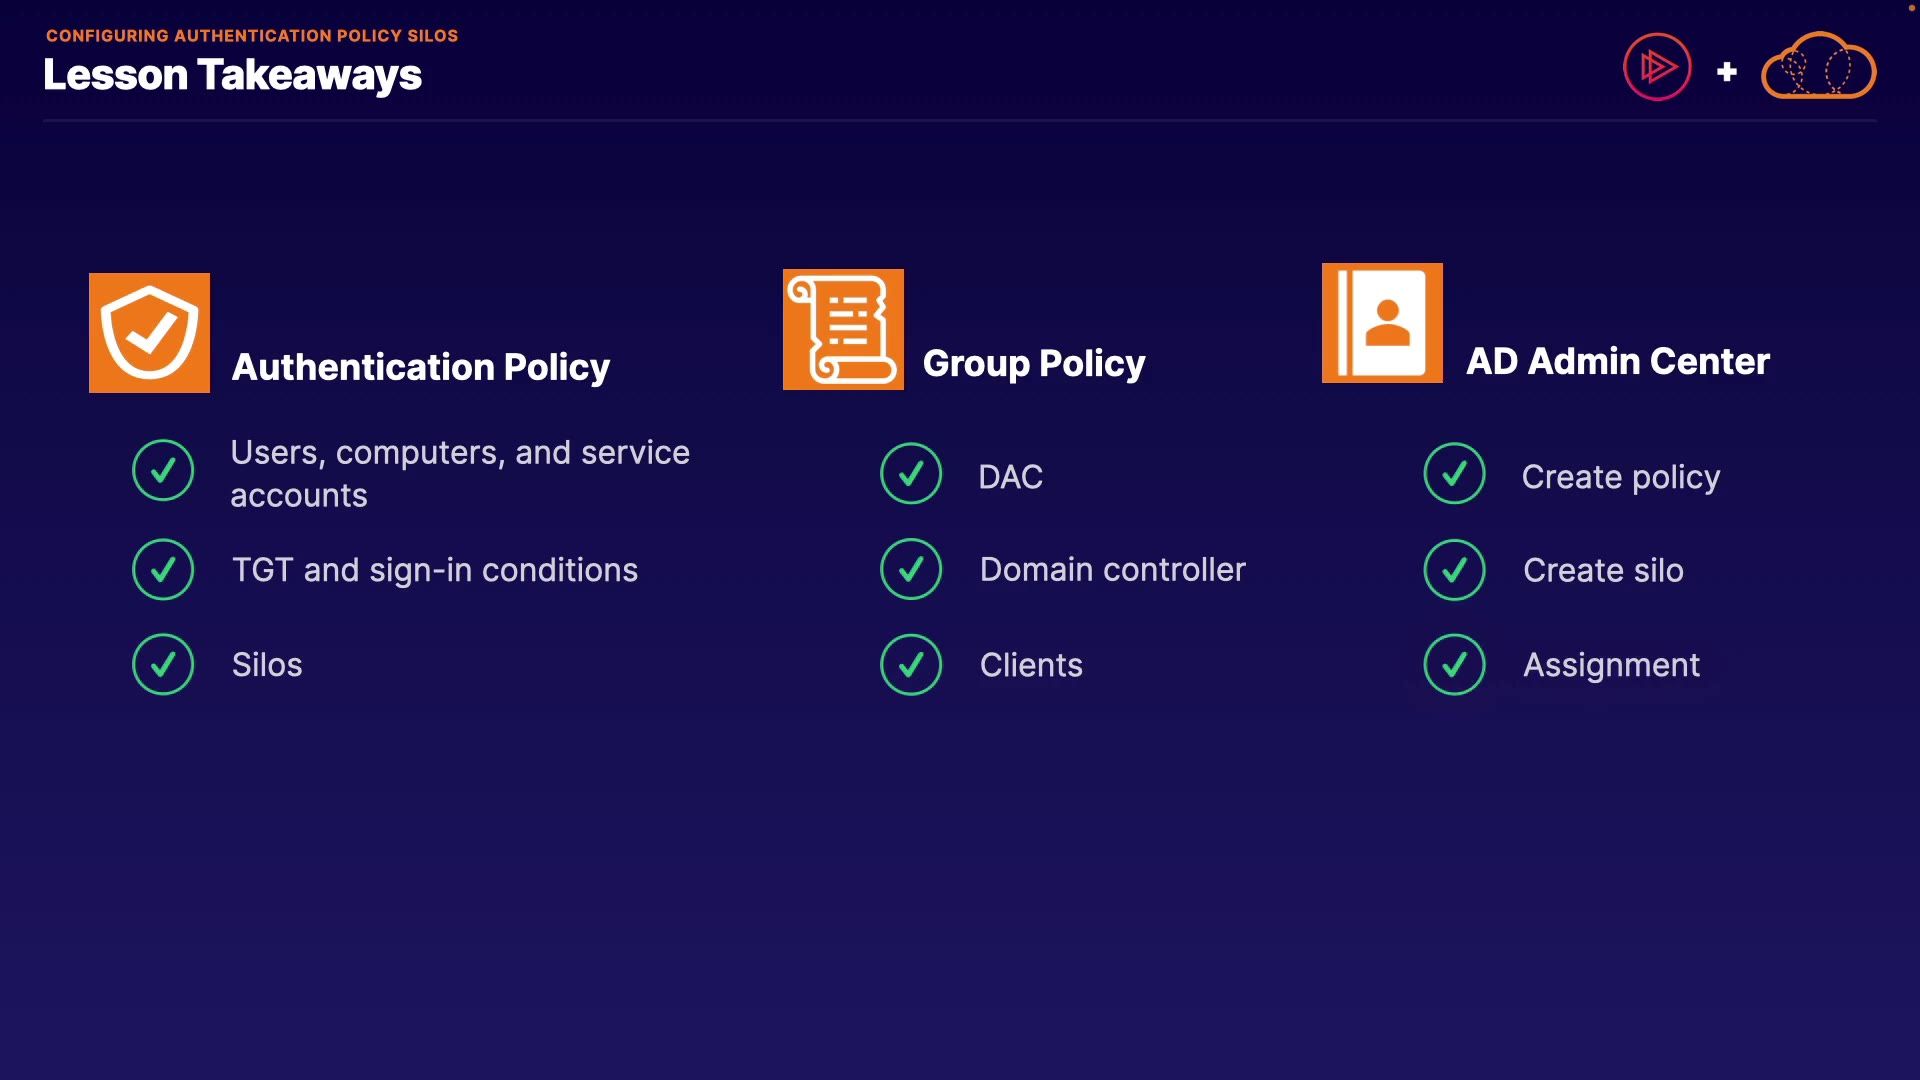 CONFIGURING AUTHENTICATION POLICY SILOS
Lesson Takeaways
Authentication Policy
Users, computers, and service
accounts
TGT and sign-in conditions
Silos
Group Policy
DAC
Domain controller
Clients
AD Admin Center
Create policy
Create silo
Assignment